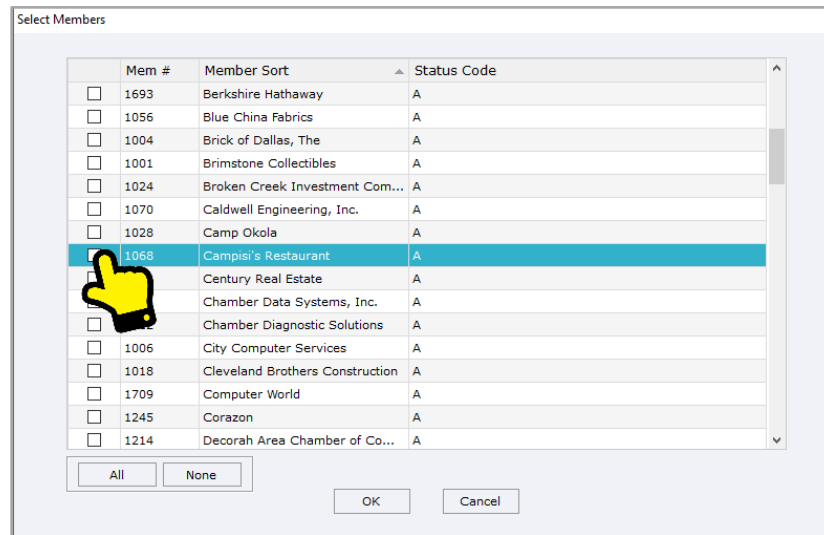 Select Members
Mem # Member Sort Status Code
1693 Berkshire Hathaway A
1056 Blue China Fabrics A
1004 Brick of Dallas, The A
1001 Brimstone Collectibles A
1024 Broken Creek Investment Com... A
1070 Caldwell Engineering, Inc. A
1028 Camp Okola A
1068 Campisi's Restaurant A
Century Real Estate A
Chamber Data Systems, Inc. A
Chamber Diagnostic Solutions A
1006 City Computer Services A
1018 Cleveland Brothers Construction A
1709 Computer World A
1245 Corazon A
1214 Decorah Area Chamber of Co... A
All None
OK Cancel